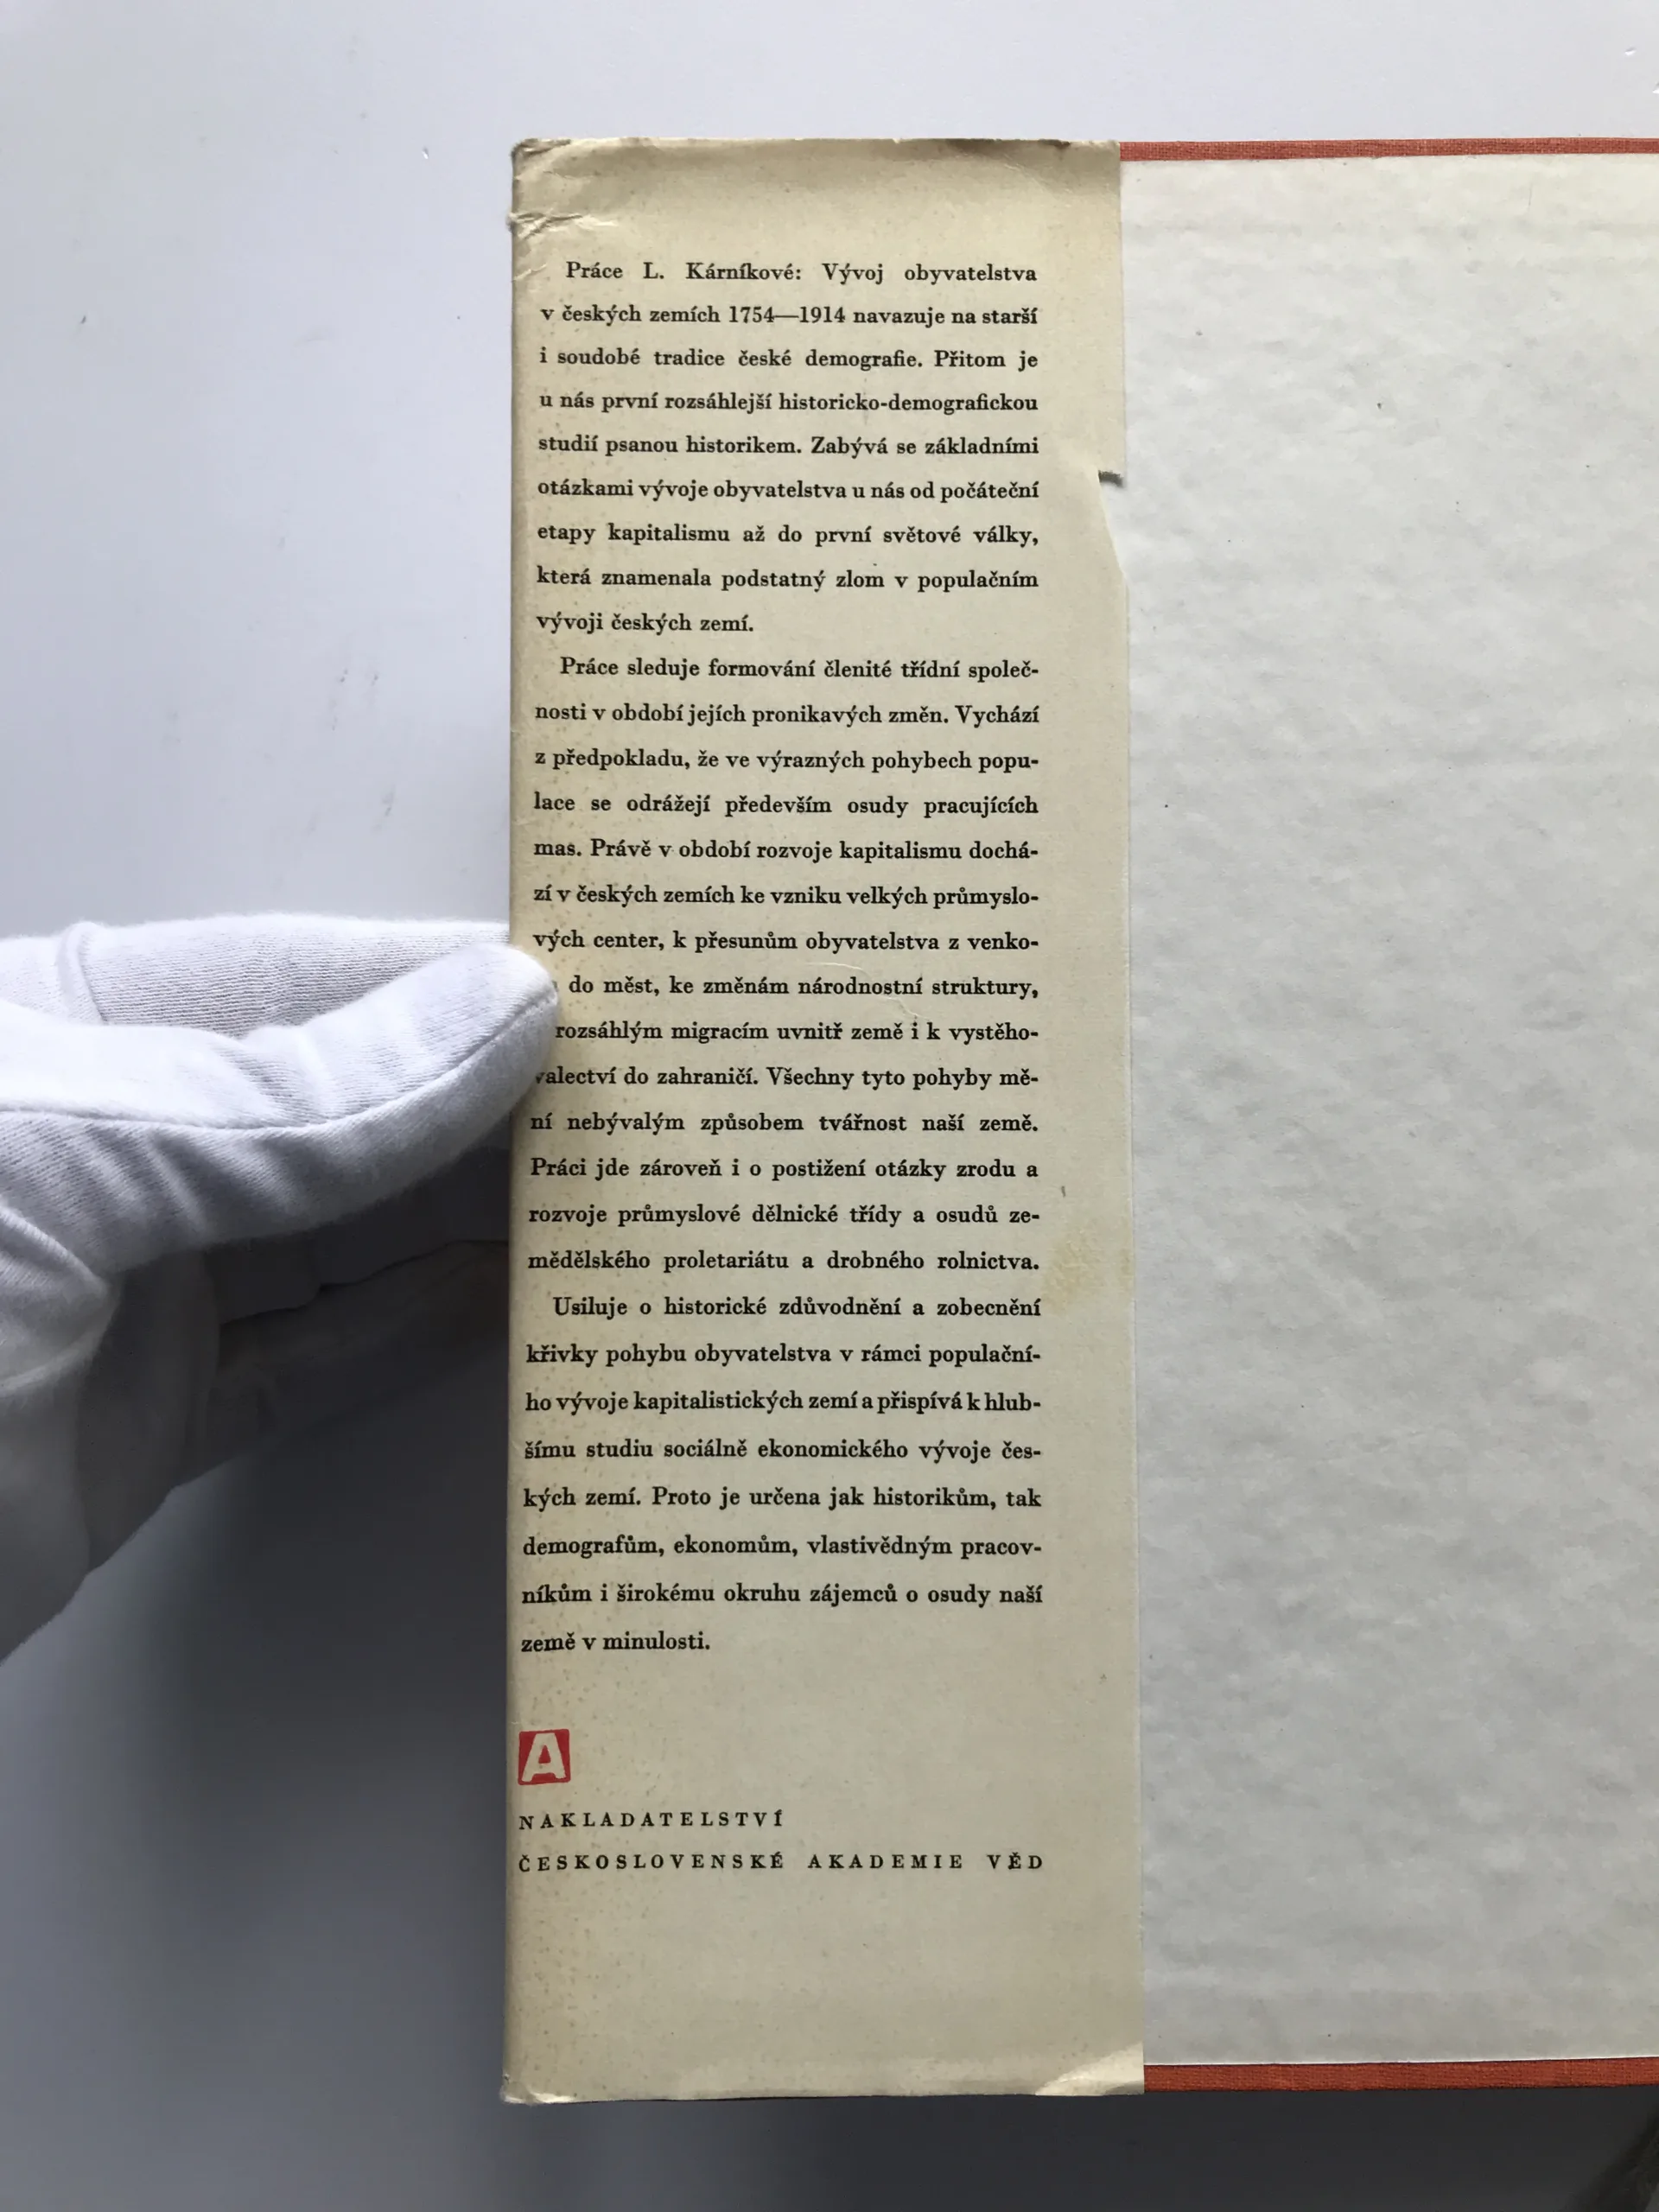 Práce L. Kárníkové: Vývoj obyvatelstva
v českých zemích 1754—1914 navazuje na starší
i soudobé tradice české demografie. Přitom je
u nás první rozsáhlejší historicko-demografickou
studií psanou historikem. Zabývá se základními
otázkami vývoje obyvatelstva u nás od počáteční
etapy kapitalismu až do první světové války,
která znamenala podstatný zlom v populačním
vývoji českých zemí.
Práce sleduje formování členité třídní společ-
nosti v období jejích pronikavých změn. Vychází
z předpokladu, že ve výrazných pohybech popu-
lace se odrážejí především osudy pracujících
mas. Právě v období rozvoje kapitalismu dochá-
zí v českých zemích ke vzniku velkých průmyslo-
vých center, k přesunům obyvatelstva z venko-
do měst, ke změnám národnostní struktury,
rozsáhlým migracím uvnitř země i k vystěho-
valectví do zahraničí. Všechny tyto pohyby mě-
ní nebývalým způsobem tvářnost naší země.
Práci jde zároveň i o postižení otázky zrodu a
rozvoje průmyslové dělnické třídy a osudů ze-
mědělského proletariátu a drobného rolnictva.
Usiluje o historické zdůvodnění a zobecnění
křivky pohybu obyvatelstva v rámci populační-
ho vývoje kapitalistických zemí a přispívá k hlub-
šímu studiu sociálně ekonomického vývoje čes-
kých zemí. Proto je určena jak historikům, tak
demografům, ekonomům, vlastivědným pracov-
níkům i širokému okruhu zájemců o osudy naší
země v minulosti.
A
NAKLADATELSTVÍ
ČESKOSLOVENSKÉ AKADEMIE VĚD